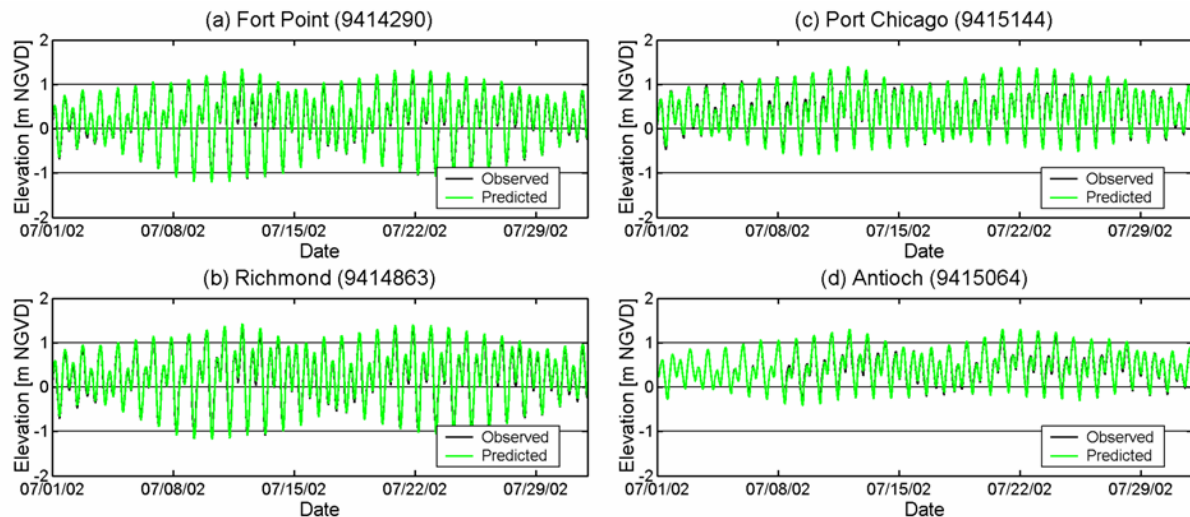 (a) Fort Point (9414290)
Elevation [m NGVD]
2
1
0
-1
-2
Observed
Predicted
07/01/02 07/08/02 07/15/02 07/22/02 07/29/02
Date
(b) Richmond (9414863)
Elevation [m NGVD]
2
1
0
-1
-2
Observed
Predicted
07/01/02 07/08/02 07/15/02 07/22/02 07/29/02
Date
(c) Port Chicago (9415144)
Elevation [m NGVD]
2
1
0
-1
-2
Observed
Predicted
07/01/02 07/08/02 07/15/02 07/22/02 07/29/02
Date
(d) Antioch (9415064)
Elevation [m NGVD]
2
1
0
-1
-2
Observed
Predicted
07/01/02 07/08/02 07/15/02 07/22/02 07/29/02
Date